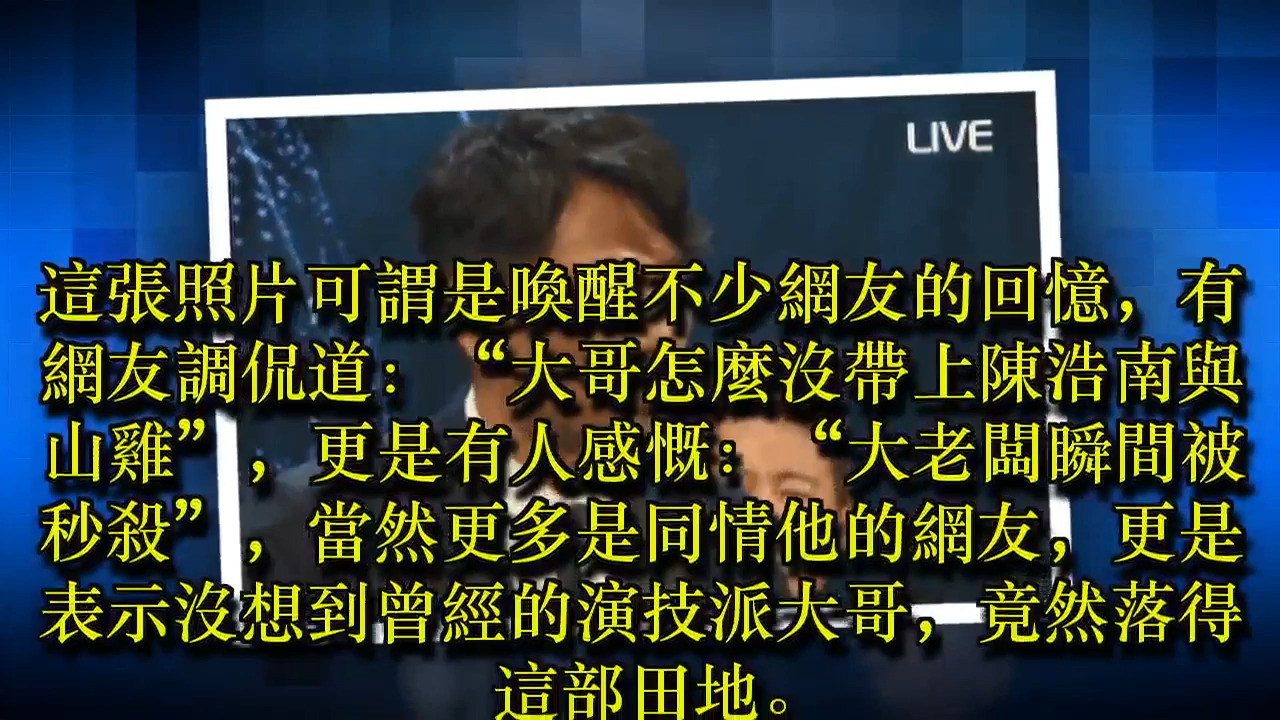 LIVE
這張照片可謂是喚醒不少網友的回憶，有
網友調侃道：“大哥怎麼沒帶上陳浩南與
山雞”，更是有人感慨：“大老闆瞬間被
秒殺”，當然更多是同情他的網友，更是
表示沒想到曾經的演技派大哥，竟然落得
這部田地。